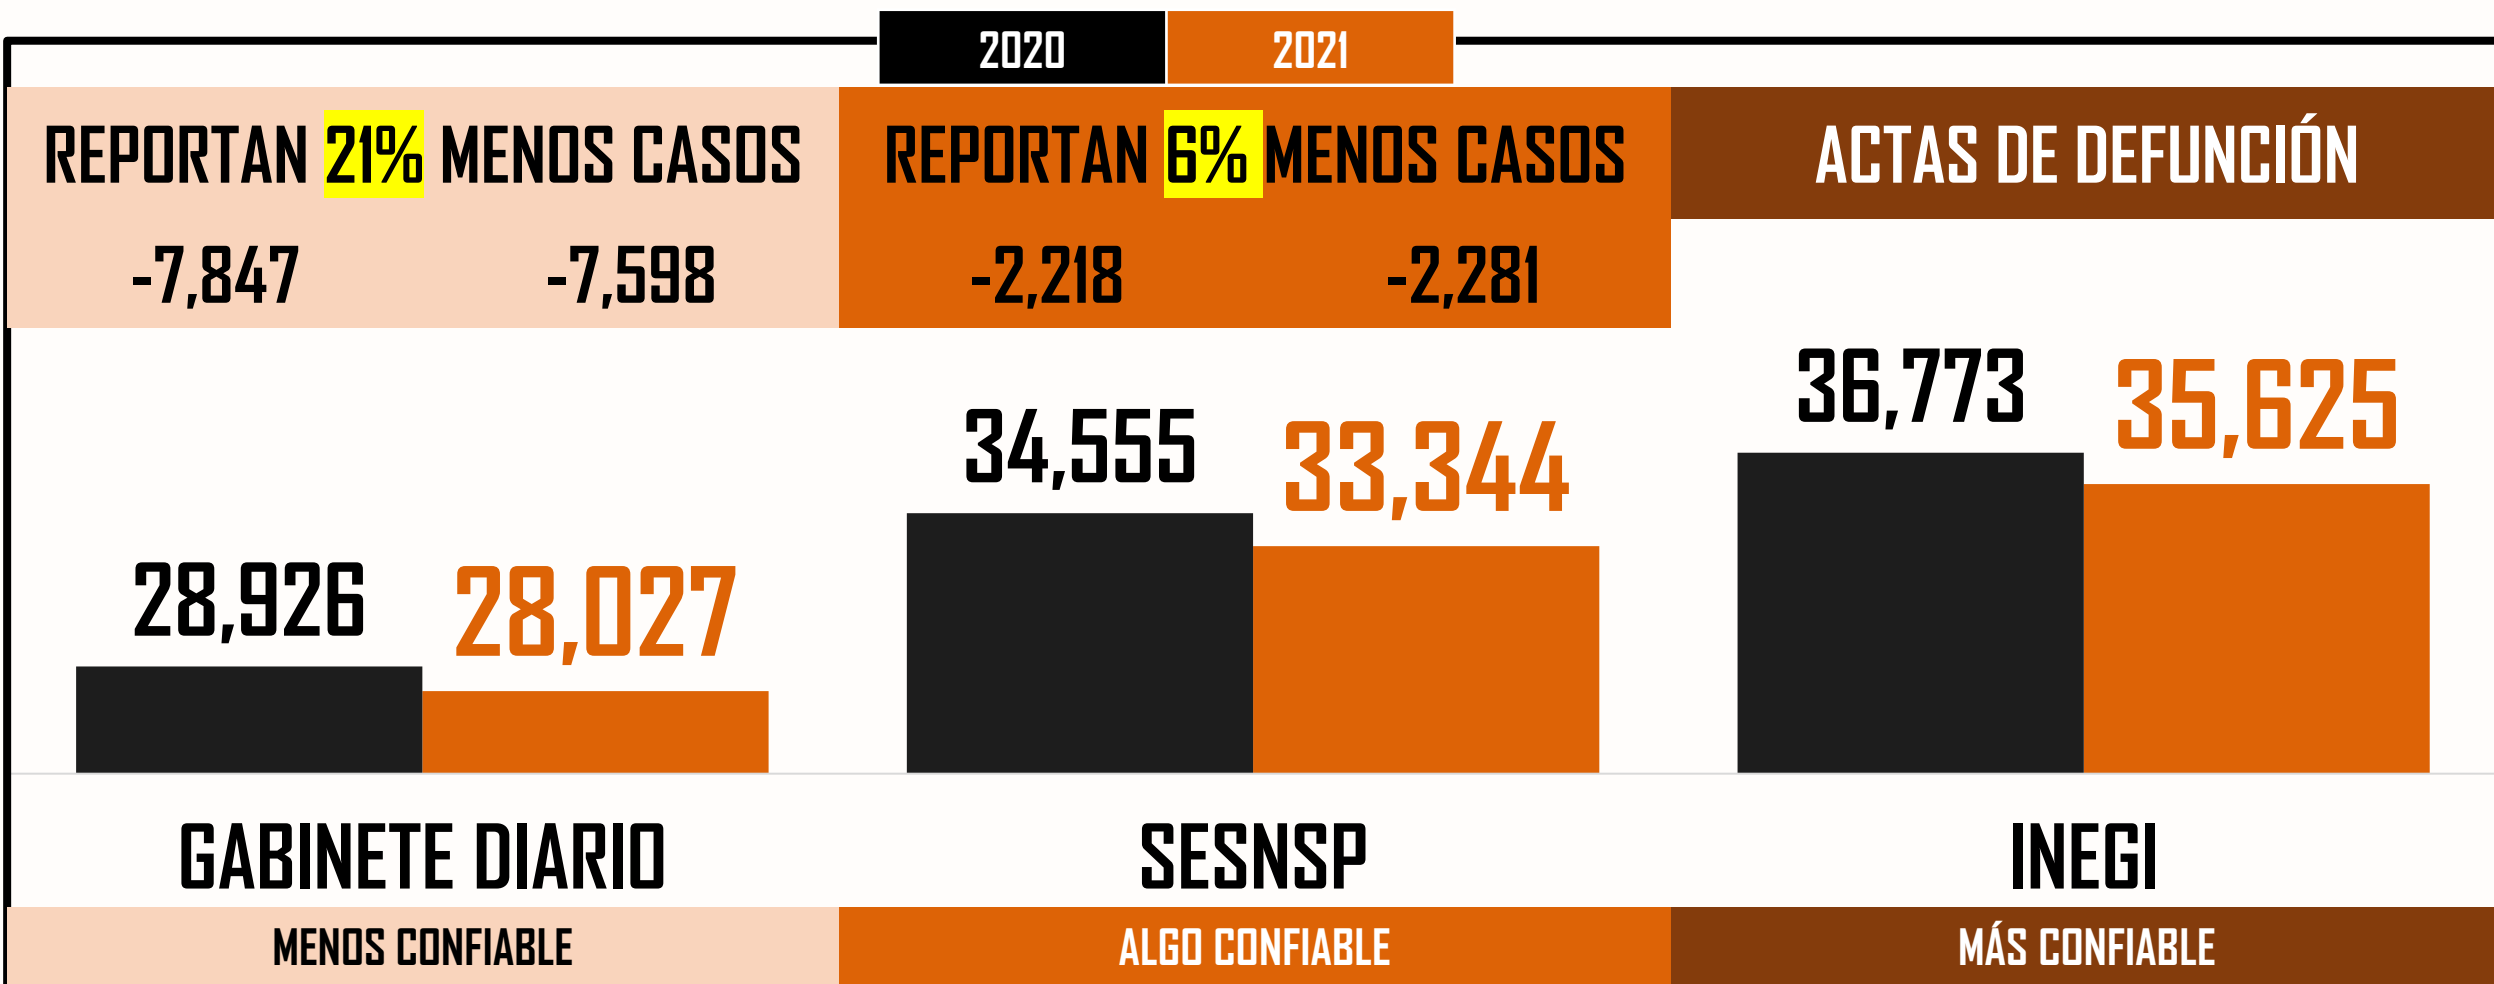 2020 2021
REPORTAN 21% MENOS CASOS REPORTAN 6% MENOS CASOS ACTAS DE DEFUNCIÓN
-7,847 -7,598 -2,218 -2,281
36,773 35,625
34,555 33,344
28,926 28,027
GABINETE DIARIO SESNSP INEGI
MENOS CONFIABLE ALGO CONFIABLE MÁS CONFIABLE